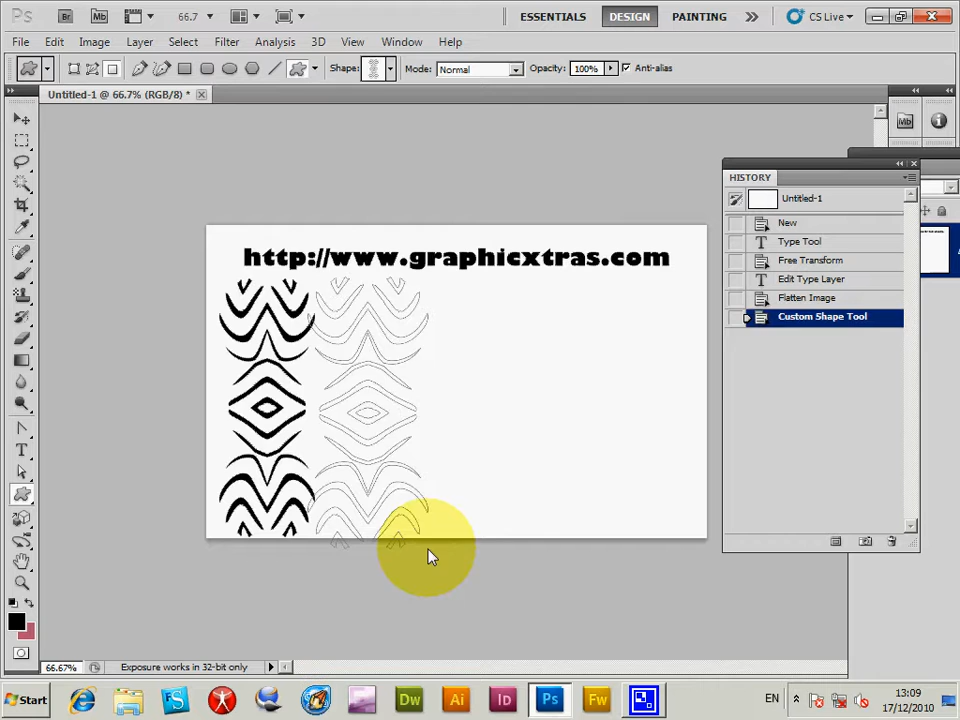 Ps Br Mb 66.7 ESSENTIALS DESIGN PAINTING CS Live
File Edit Image Layer Select Filter Analysis 3D View Window Help
Shape: Mode: Normal Opacity: 100% Anti-alias
Untitled-1 @ 66.7% (RGB/8) *
Mb
HISTORY
Untitled-1
New
Type Tool
Free Transform
Edit Type Layer
Flatten Image
Custom Shape Tool
http://www.graphicxtras.com
66.67% Exposure works in 32-bit only
Start FS Dw Ai Id Ps Fw EN 13:09
17/12/2010